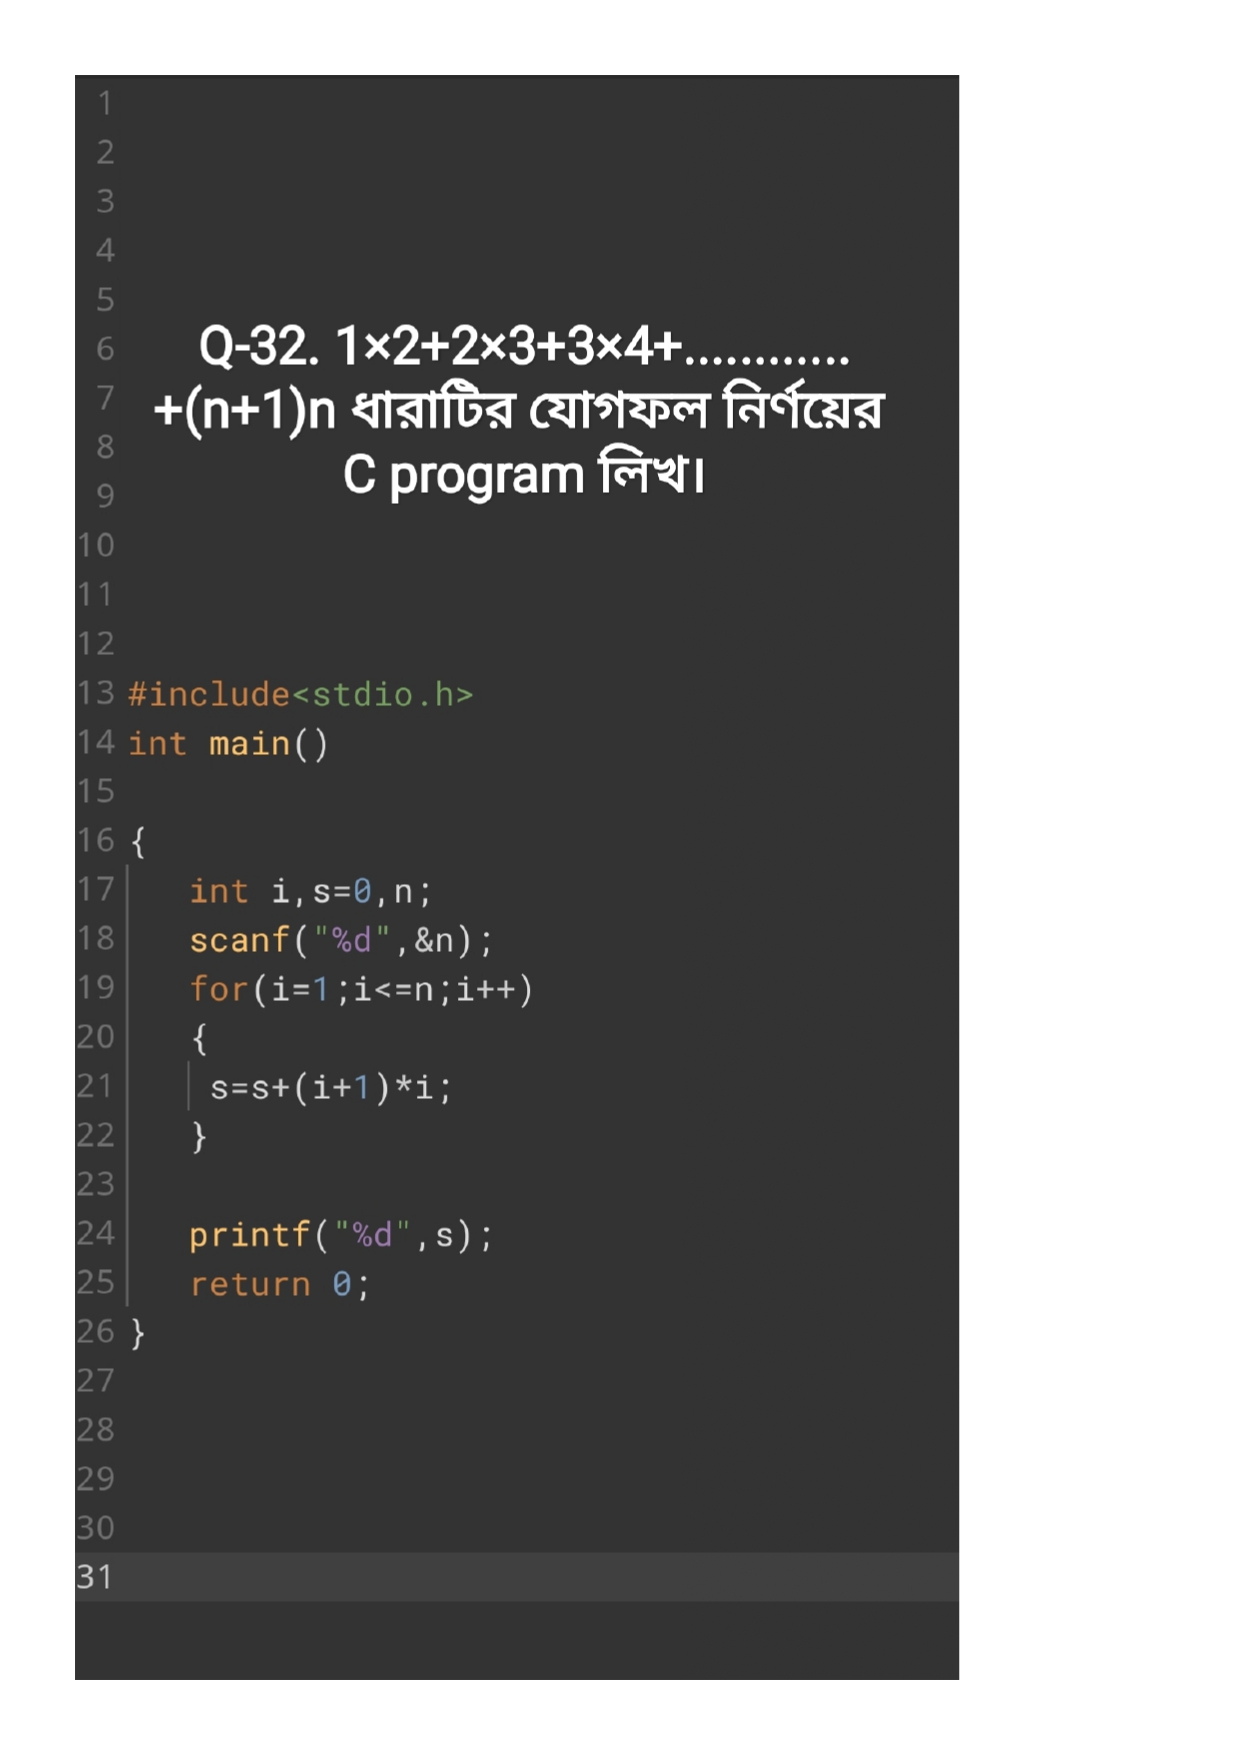 1
2
3
4
5
6 Q-32. 1×2+2×3+3×4+............
7 +(n+1)n ধারাটির যোগফল নির্ণয়ের
8 C program লিখ।
9
10
11
12
13 #include<stdio.h>
14 int main()
15
16 {
17 int i,s=0,n;
18 scanf("%d",&n);
19 for(i=1;i<=n;i++)
20 {
21 s=s+(i+1)*i;
22 }
23
24 printf("%d",s);
25 return 0;
26 }
27
28
29
30
31